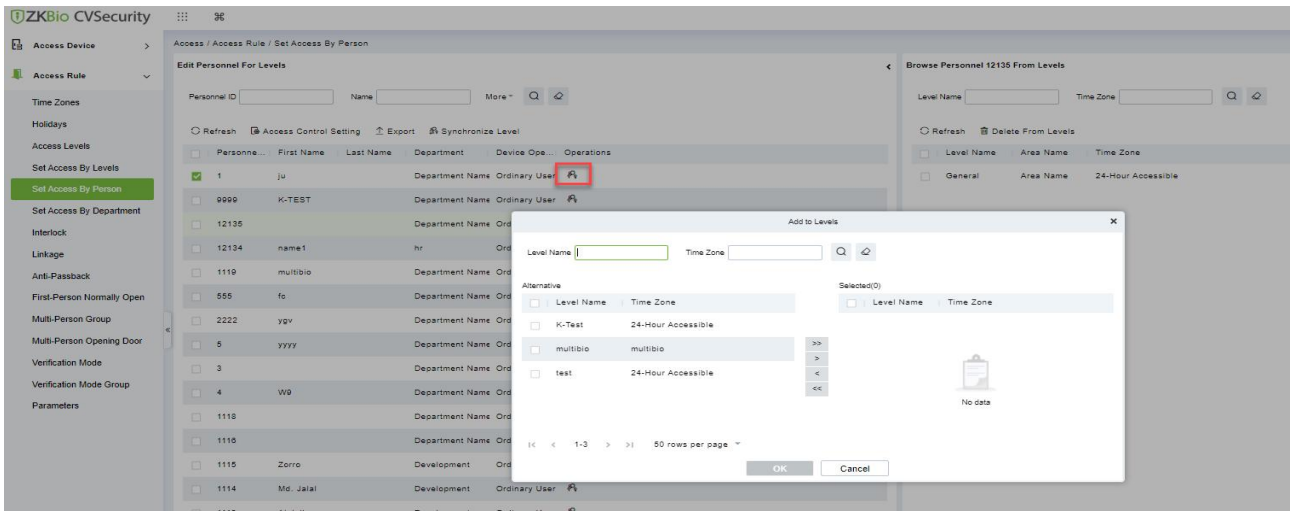 ZKBio CVSecurity
Access Device
Access Rule
Time Zones
Holidays
Access Levels
Set Access By Levels
Set Access By Person
Set Access By Department
Interlock
Linkage
Anti-Passback
First-Person Normally Open
Multi-Person Group
Multi-Person Opening Door
Verification Mode
Verification Mode Group
Parameters
Access / Access Rule / Set Access By Person
Edit Personnel For Levels
Personnel ID Name More
Refresh Access Control Setting Export Synchronize Level
Personne... First Name Last Name Department Device Ope... Operations
1 ju Department Name Ordinary User
9999 K-TEST Department Name Ordinary User
12135 Department Name Ord
12134 name1 hr Ord
1119 multibio Department Name Ord
555 fc Department Name Ord
2222 ygv Department Name Ord
5 yyyy Department Name Ord
3 Department Name Ord
4 W9 Department Name Ord
1118 Department Name Ord
1116 Department Name Ord
1115 Zorro Development Ord
1114 Md. Jalal Development Ordinary User
Browse Personnel 12135 From Levels
Level Name Time Zone
Refresh Delete From Levels
Level Name Area Name Time Zone
General Area Name 24-Hour Accessible
Add to Levels
Level Name Time Zone
Alternative
Level Name Time Zone
K-Test 24-Hour Accessible
multibio multibio
test 24-Hour Accessible
>>
>
<
<<
Selected(0)
Level Name Time Zone
No data
1-3 50 rows per page
OK Cancel